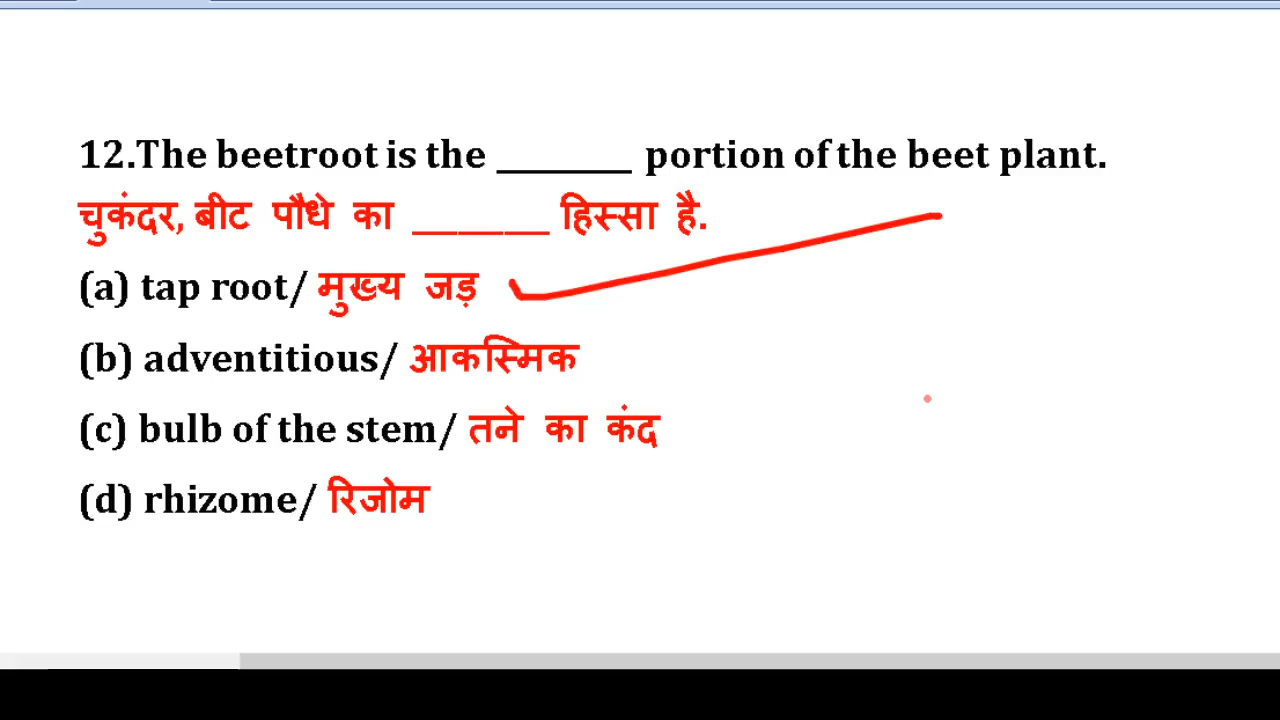 12.The beetroot is the ________ portion of the beet plant.
चुकंदर, बीट पौधे का ________ हिस्सा है.
(a) tap root/ मुख्य जड़
(b) adventitious/ आकस्मिक
(c) bulb of the stem/ तने का कंद
(d) rhizome/ रिजोम